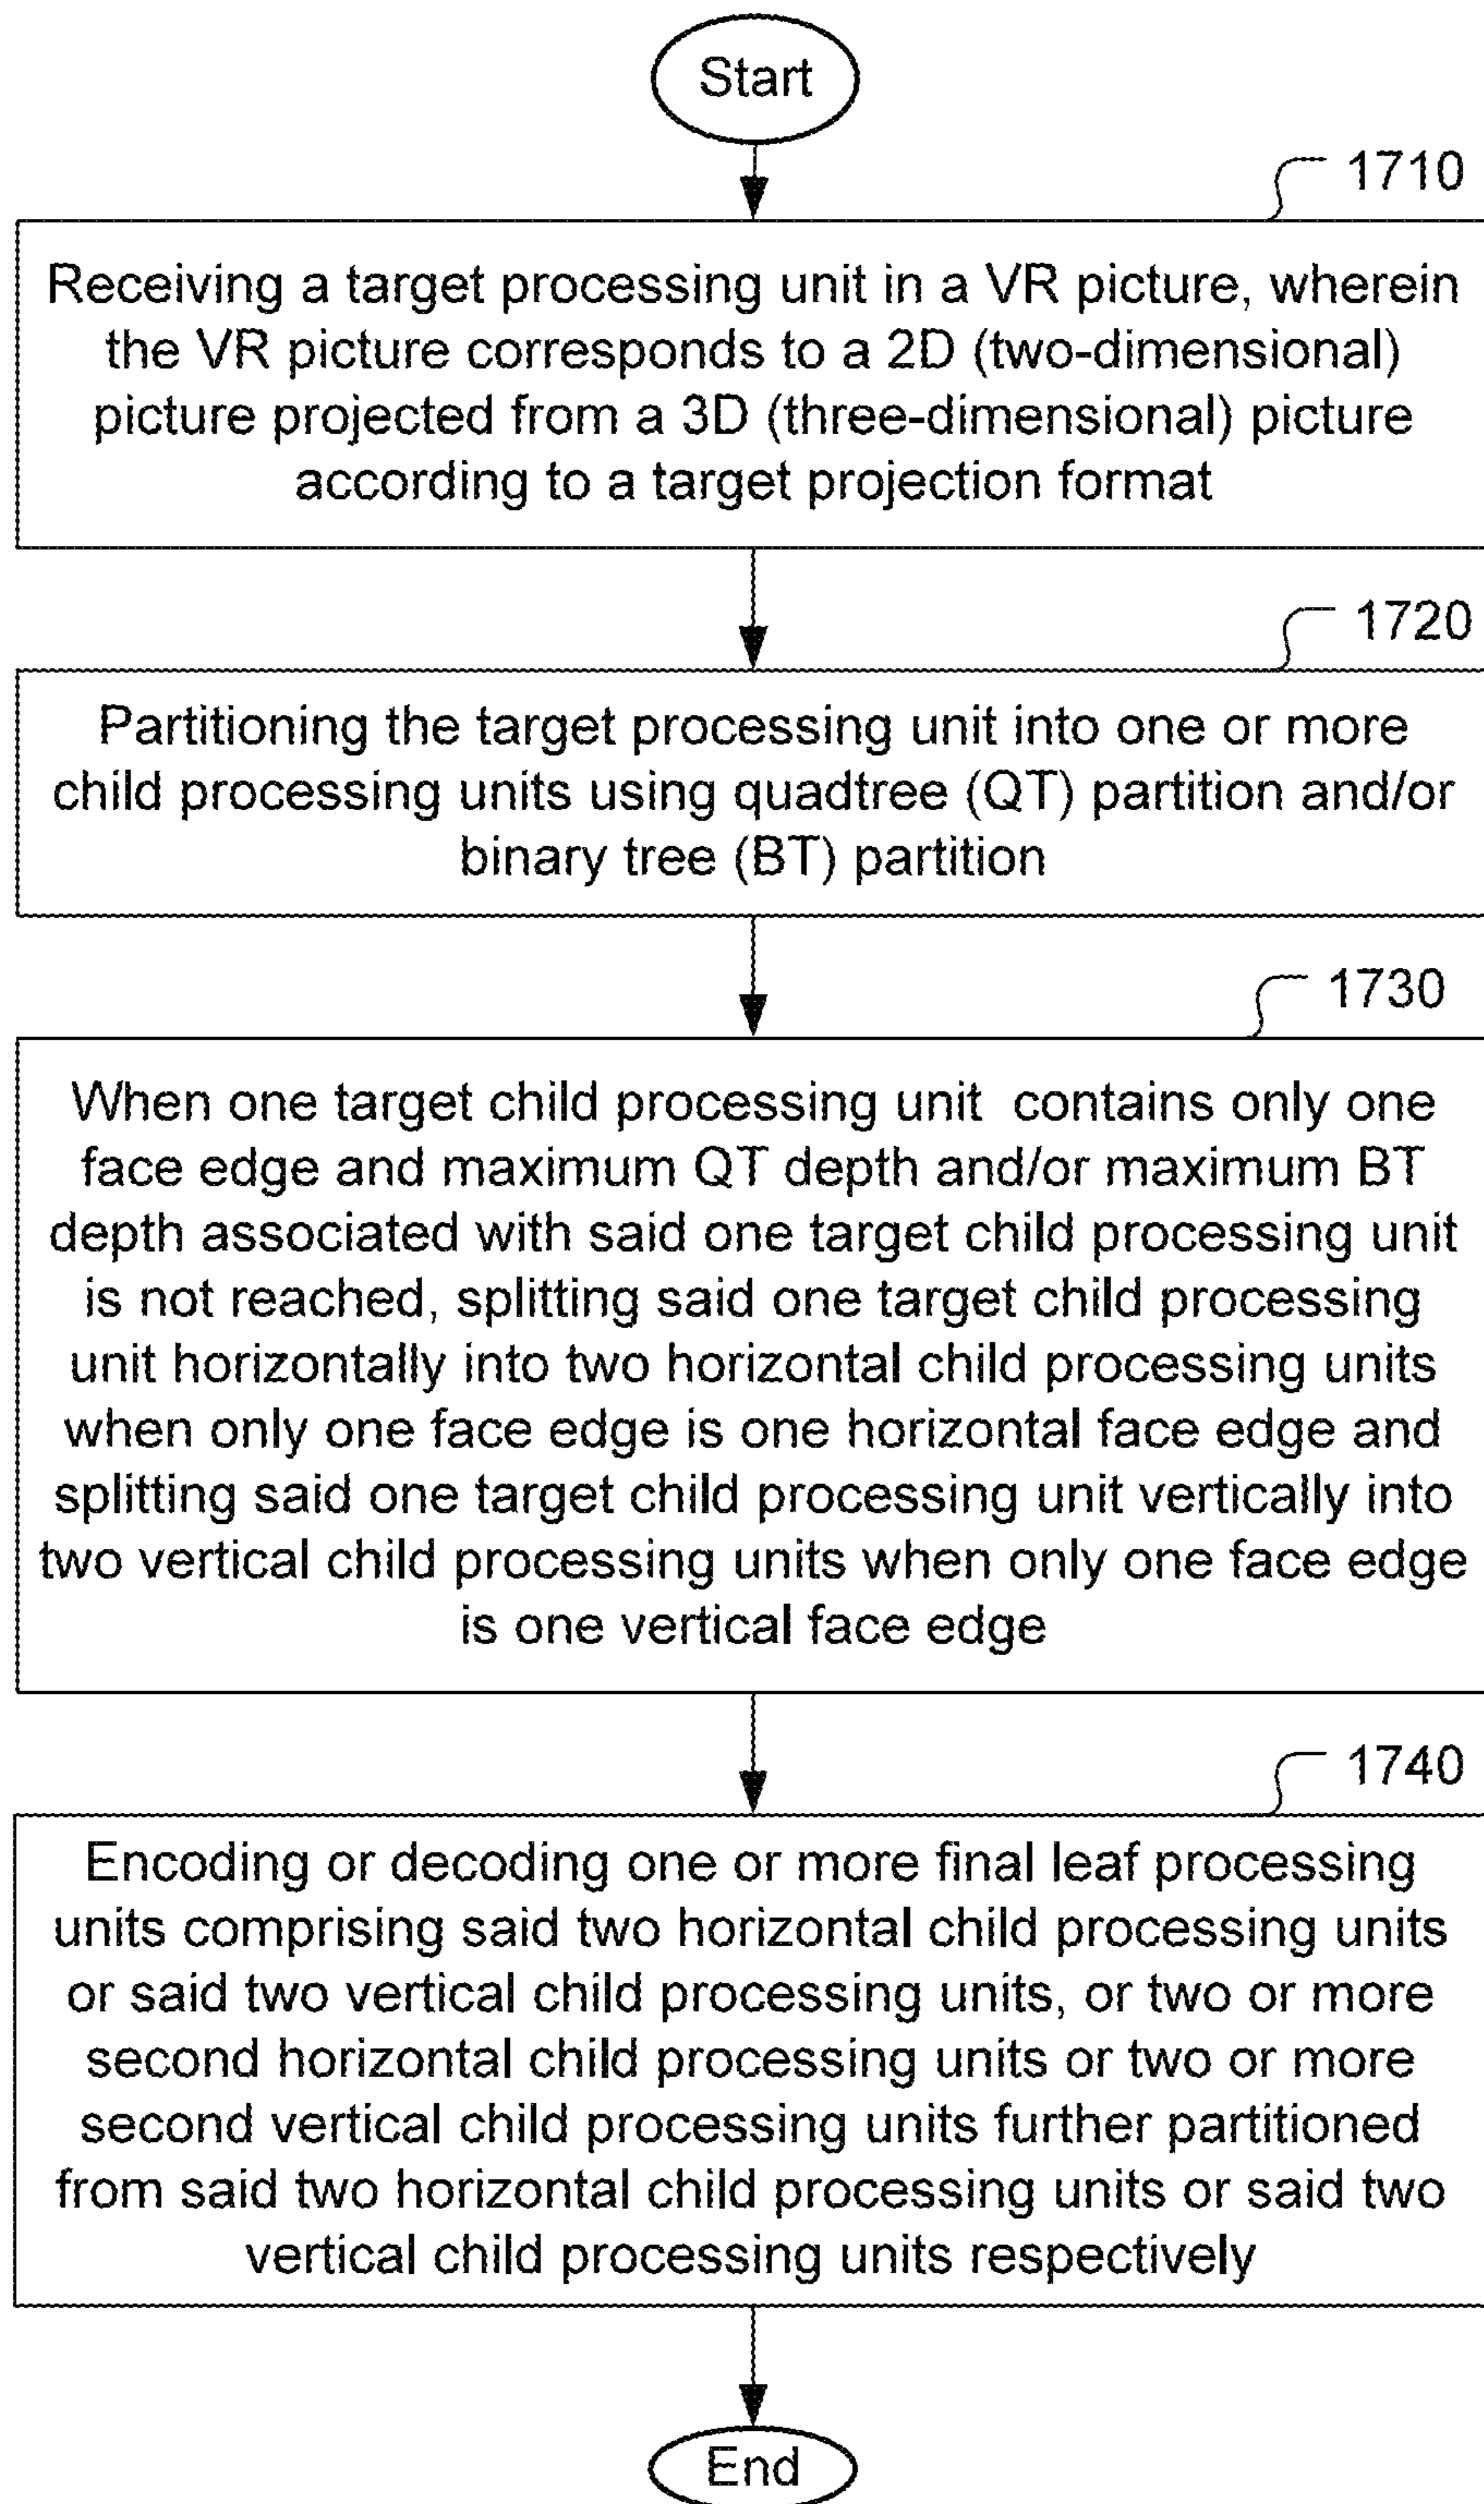 Start
1710
Receiving a target processing unit in a VR picture, wherein
the VR picture corresponds to a 2D (two-dimensional)
picture projected from a 3D (three-dimensional) picture
according to a target projection format
1720
Partitioning the target processing unit into one or more
child processing units using quadtree (QT) partition and/or
binary tree (BT) partition
1730
When one target child processing unit contains only one
face edge and maximum QT depth and/or maximum BT
depth associated with said one target child processing unit
is not reached, splitting said one target child processing
unit horizontally into two horizontal child processing units
when only one face edge is one horizontal face edge and
splitting said one target child processing unit vertically into
two vertical child processing units when only one face edge
is one vertical face edge
1740
Encoding or decoding one or more final leaf processing
units comprising said two horizontal child processing units
or said two vertical child processing units, or two or more
second horizontal child processing units or two or more
second vertical child processing units further partitioned
from said two horizontal child processing units or said two
vertical child processing units respectively
End